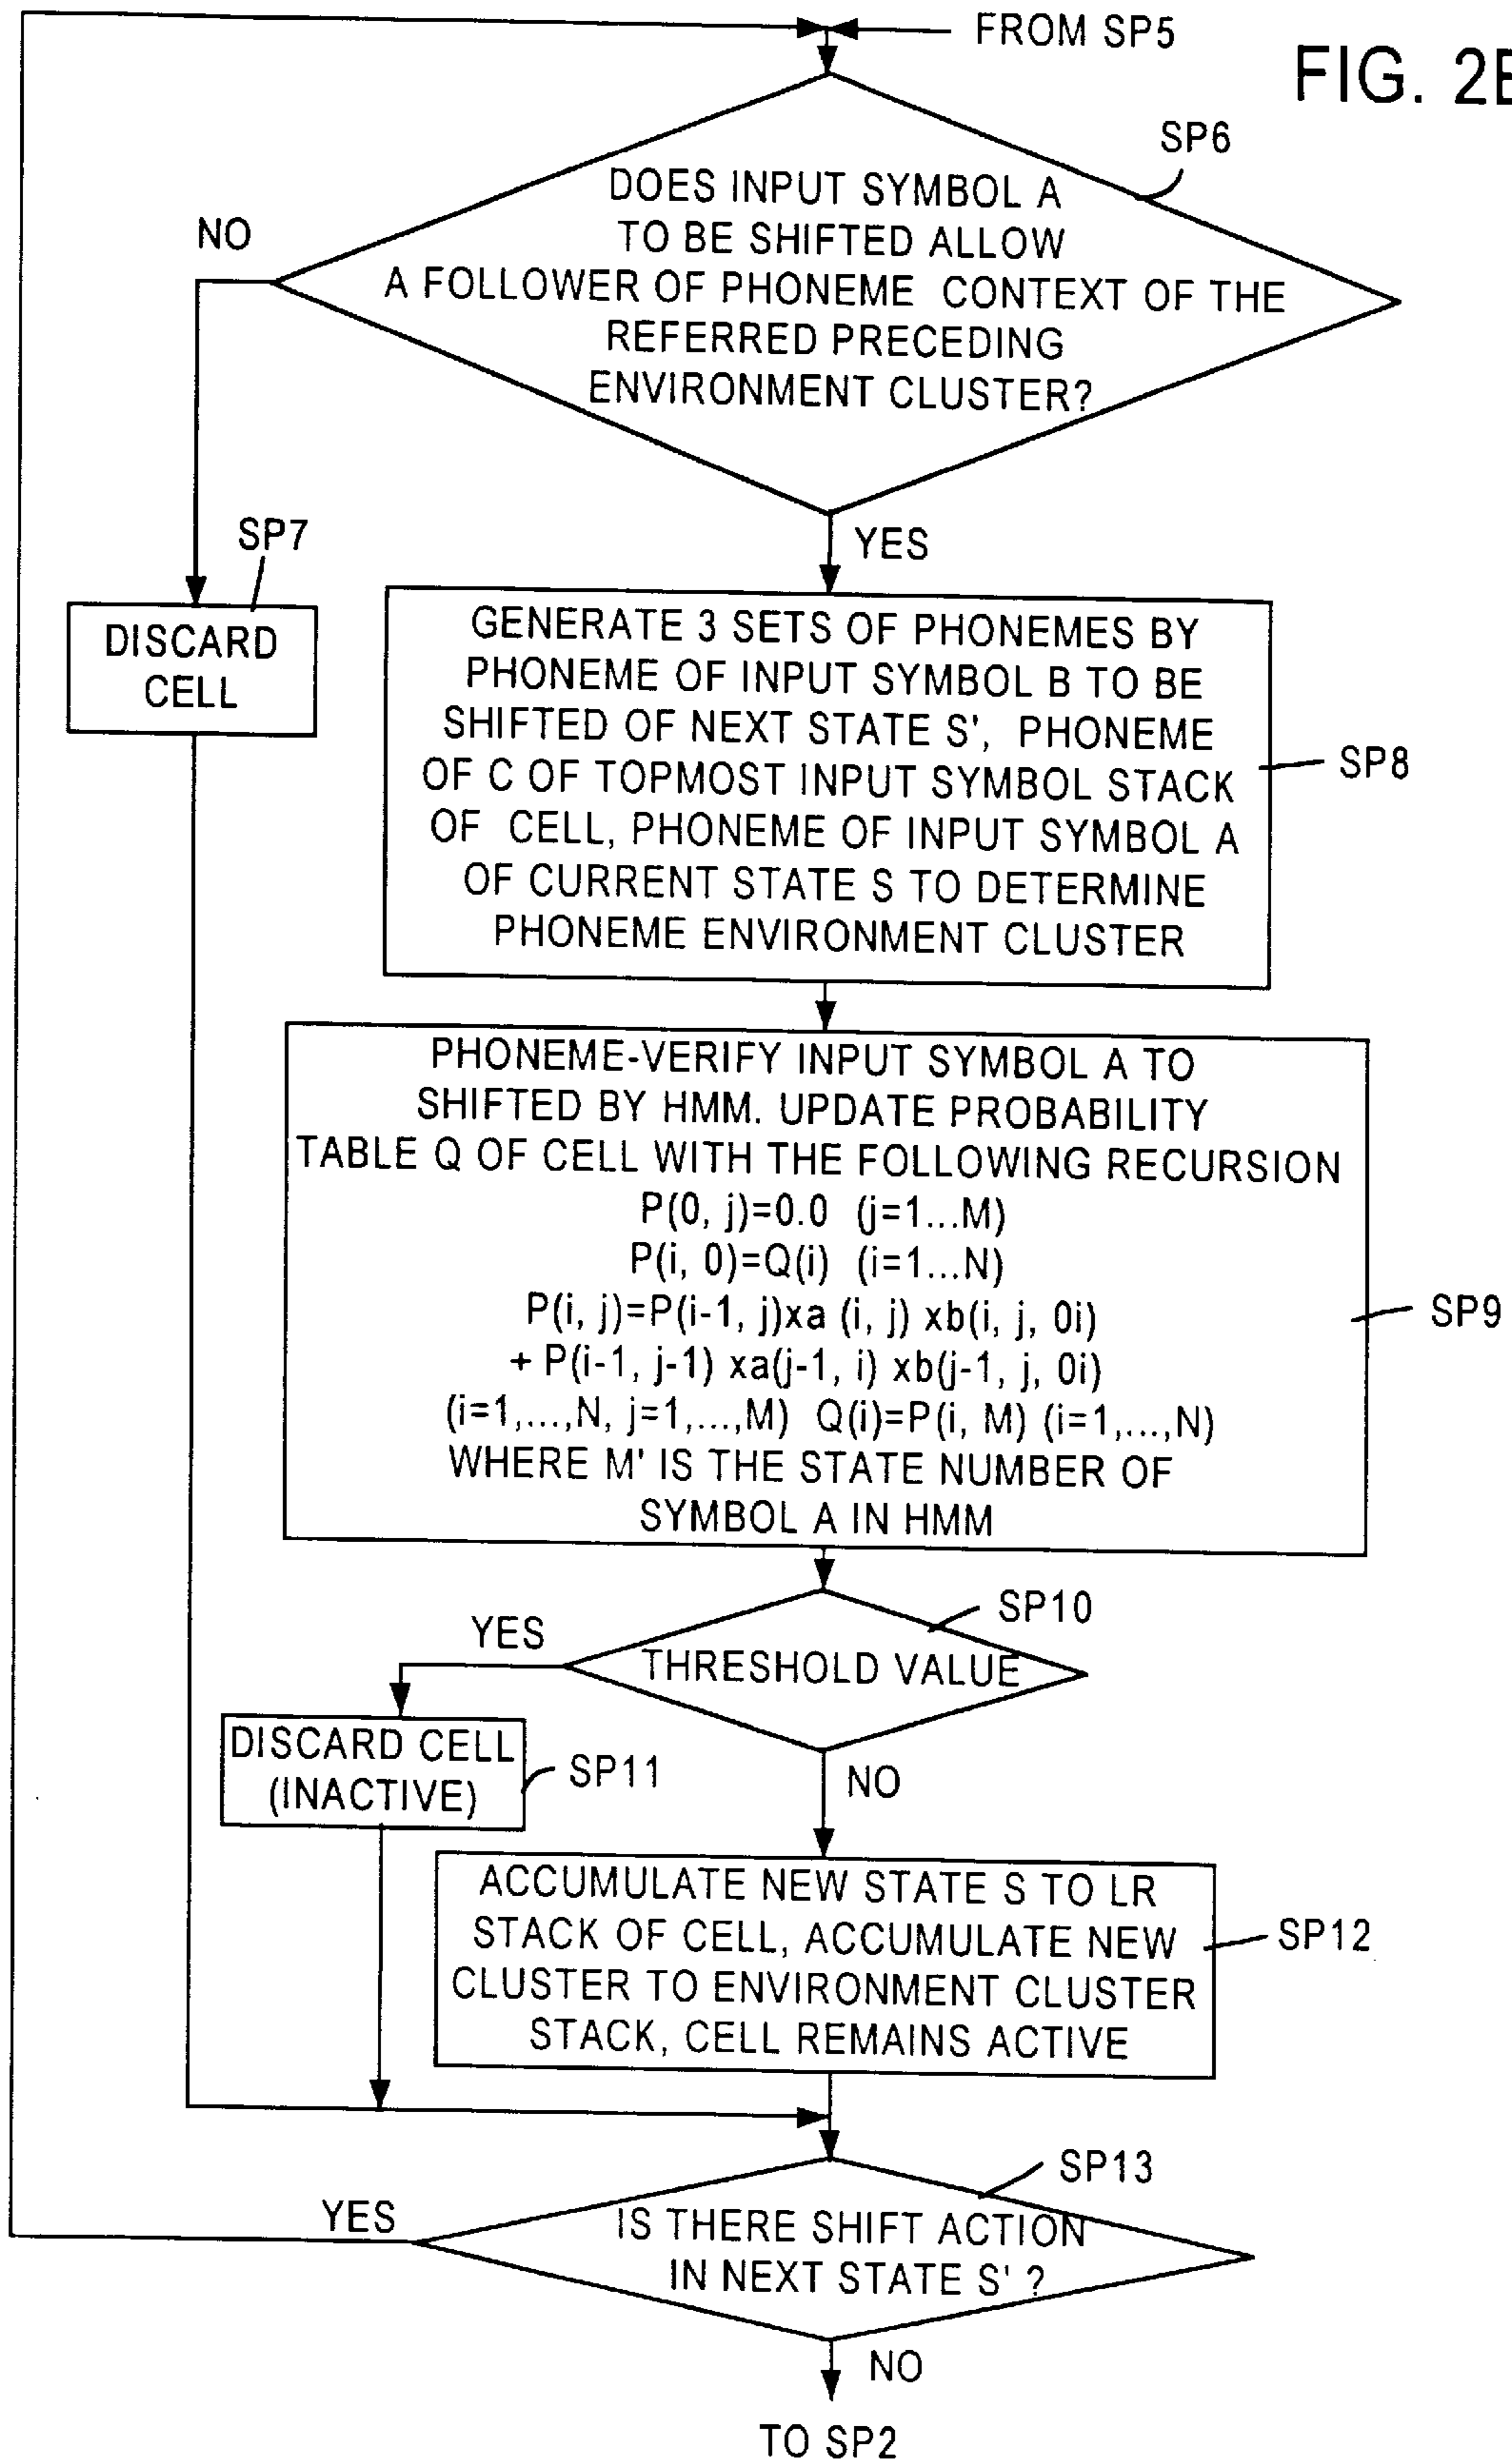 FROM SP5
FIG. 2B
SP6
DOES INPUT SYMBOL A
TO BE SHIFTED ALLOW
A FOLLOWER OF PHONEME CONTEXT OF THE
REFERRED PRECEDING
ENVIRONMENT CLUSTER?
NO
YES
SP7
DISCARD
CELL
GENERATE 3 SETS OF PHONEMES BY
PHONEME OF INPUT SYMBOL B TO BE
SHIFTED OF NEXT STATE S', PHONEME
OF C OF TOPMOST INPUT SYMBOL STACK
OF CELL, PHONEME OF INPUT SYMBOL A
OF CURRENT STATE S TO DETERMINE
PHONEME ENVIRONMENT CLUSTER
SP8
PHONEME-VERIFY INPUT SYMBOL A TO
SHIFTED BY HMM. UPDATE PROBABILITY
TABLE Q OF CELL WITH THE FOLLOWING RECURSION
P(0, j)=0.0 (j=1...M)
P(i, 0)=Q(i) (i=1...N)
P(i, j)=P(i-1, j)xa (i, j) xb(i, j, 0i)
+ P(i-1, j-1) xa(j-1, i) xb(j-1, j, 0i)
(i=1,...,N, j=1,...,M) Q(i)=P(i, M) (i=1,...,N)
WHERE M' IS THE STATE NUMBER OF
SYMBOL A IN HMM
SP9
SP10
YES
THRESHOLD VALUE
DISCARD CELL
(INACTIVE)
SP11
NO
ACCUMULATE NEW STATE S TO LR
STACK OF CELL, ACCUMULATE NEW
CLUSTER TO ENVIRONMENT CLUSTER
STACK, CELL REMAINS ACTIVE
SP12
SP13
YES
IS THERE SHIFT ACTION
IN NEXT STATE S' ?
NO
TO SP2